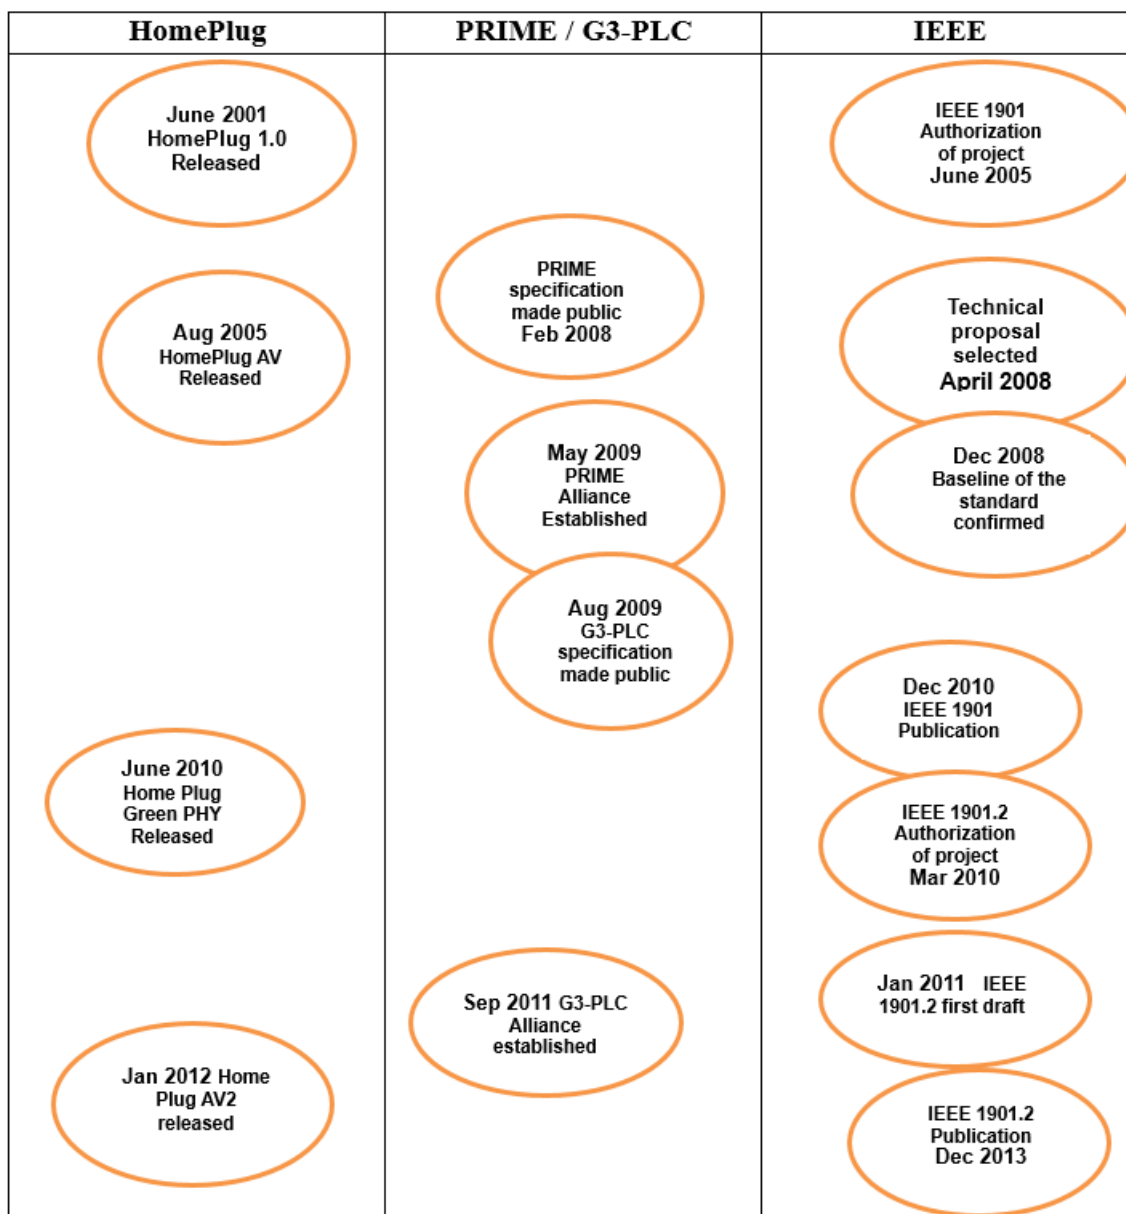 HomePlug
PRIME / G3-PLC
IEEE
June 2001
HomePlug 1.0
Released
Aug 2005
HomePlug AV
Released
June 2010
Home Plug
Green PHY
Released
Jan 2012 Home
Plug AV2
released
PRIME
specification
made public
Feb 2008
May 2009
PRIME
Alliance
Established
Aug 2009
G3-PLC
specification
made public
Sep 2011 G3-PLC
Alliance
established
IEEE 1901
Authorization
of project
June 2005
Technical
proposal
selected
April 2008
Dec 2008
Baseline of the
standard
confirmed
Dec 2010
IEEE 1901
Publication
IEEE 1901.2
Authorization
of project
Mar 2010
Jan 2011 IEEE
1901.2 first draft
IEEE 1901.2
Publication
Dec 2013